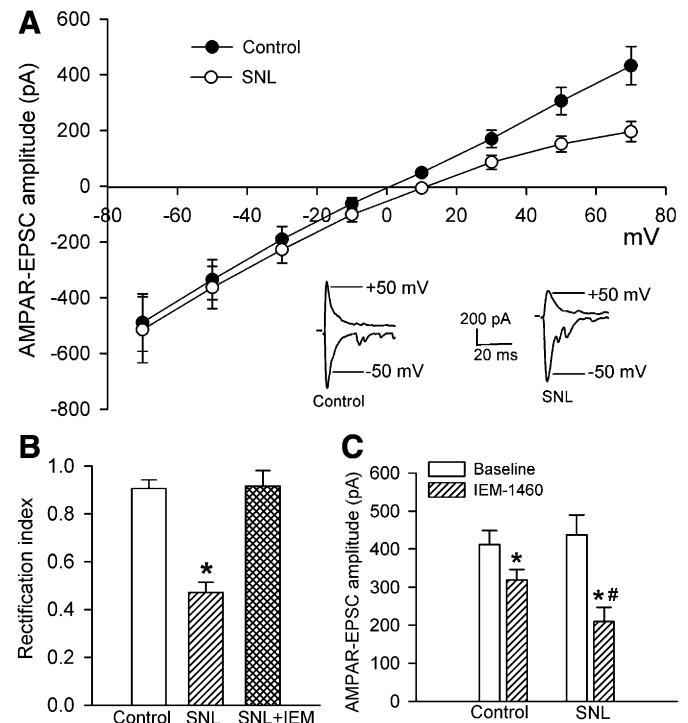 A
600
400
200
0
-200
-400
-600
-800
AMPAR-EPSC amplitude (pA)
Control
SNL
-80 -60 -40 -20 0 20 40 60 80
mV
+50 mV
-50 mV
Control
200 pA
20 ms
+50 mV
-50 mV
SNL
B
1.0
0.8
0.6
0.4
0.2
0.0
Rectification index
*
Control SNL SNL+IEM
C
600
500
400
300
200
100
0
AMPAR-EPSC amplitude (pA)
Baseline
IEM-1460
*
*#
Control SNL